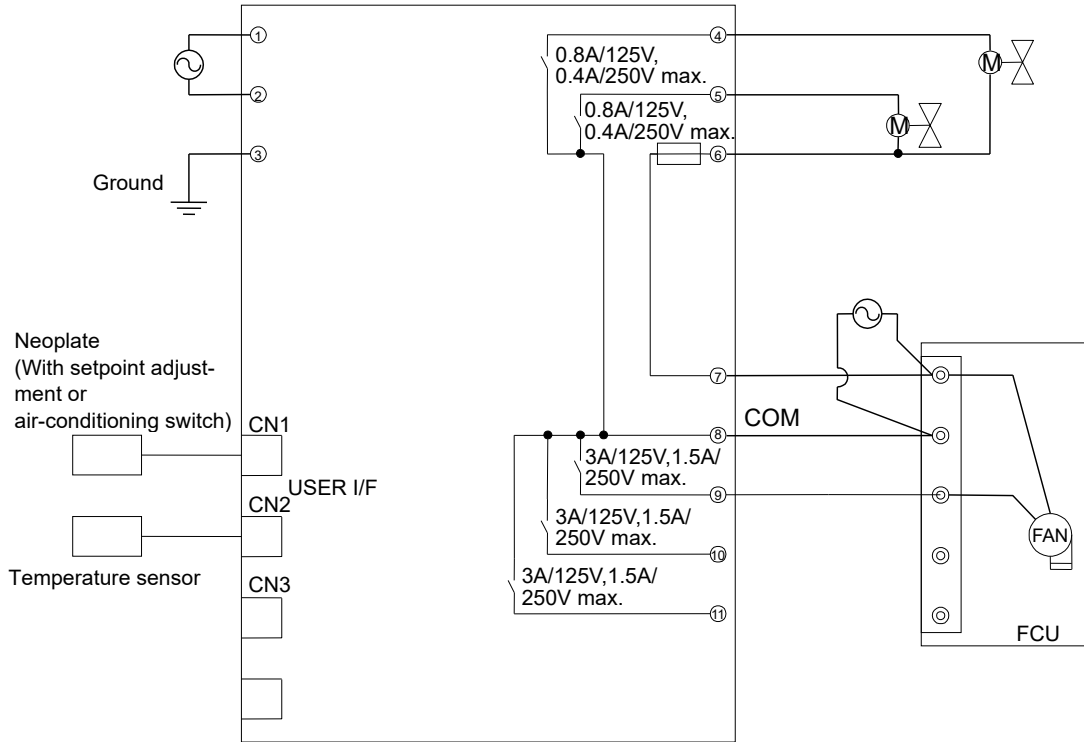 1
2
3
Ground
4
0.8A/125V,
0.4A/250V max.
5
0.8A/125V,
0.4A/250V max.
6
M
M
Neoplate
(With setpoint adjust-
ment or
air-conditioning switch)
CN1
USER I/F
CN2
Temperature sensor
CN3
7
8
COM
3A/125V,1.5A/
250V max.
9
3A/125V,1.5A/
250V max.
10
3A/125V,1.5A/
250V max.
11
FAN
FCU